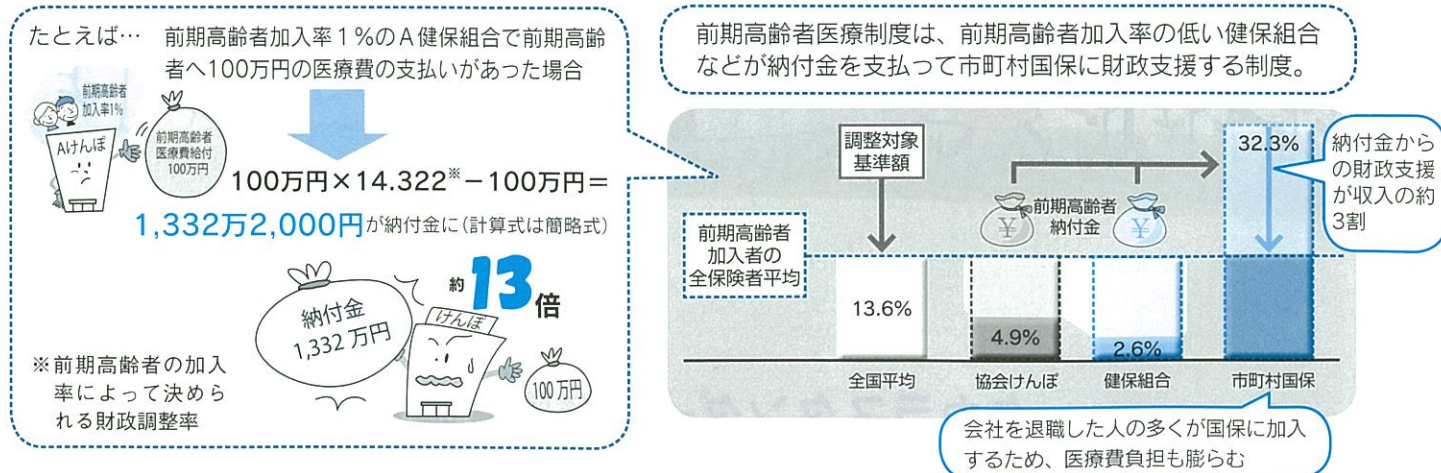 たとえば… 前期高齢者加入率1%のA健保組合で前期高齢
者へ100万円の医療費の支払いがあった場合
前期高齢者
加入率1%
Aけんぽ
前期高齢者
医療費給付
100万円
100万円×14.322※－100万円＝
1,332万2,000円が納付金に(計算式は簡略式)
約13倍
けんぽ
納付金
1,332万円
100万円
※前期高齢者の加入
率によって決めら
れる財政調整率
前期高齢者医療制度は、前期高齢者加入率の低い健保組合
などが納付金を支払って市町村国保に財政支援する制度。
調整対象
基準額
32.3%
納付金から
の財政支援
が収入の約
3割
¥
前期高齢者
納付金
¥
前期高齢者
加入者の
全保険者平均
13.6%
4.9%
2.6%
全国平均
協会けんぽ
健保組合
市町村国保
会社を退職した人の多くが国保に加入
するため、医療費負担も膨らむ